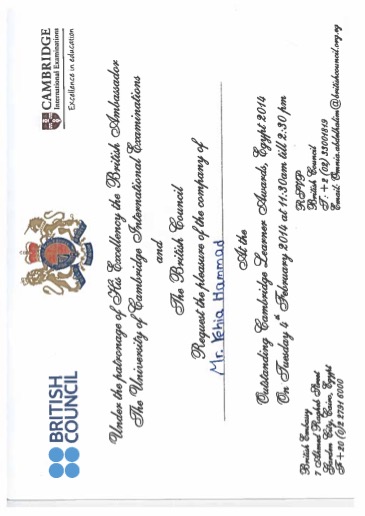 BRITISH
COUNCIL
CAMBRIDGE
International Examinations
Excellence in education
Under the patronage of His Excellency the British Ambassador
The University of Cambridge International Examinations
and
The British Council
Request the pleasure of the company of
Mr. Yehia Hammad
At the
Outstanding Cambridge Learner Awards, Egypt 2014
On Tuesday 4th February 2014 at 11:30am till 2:30 pm
British Embassy
7 Ahmed Ragheb Street
Garden City, Cairo, Egypt
T +20 (0)2 2791 6000
RSVP
British Council
T. +2 (02) 33001819
Email: Omnia.abdelhalim@britishcouncil.org.eg